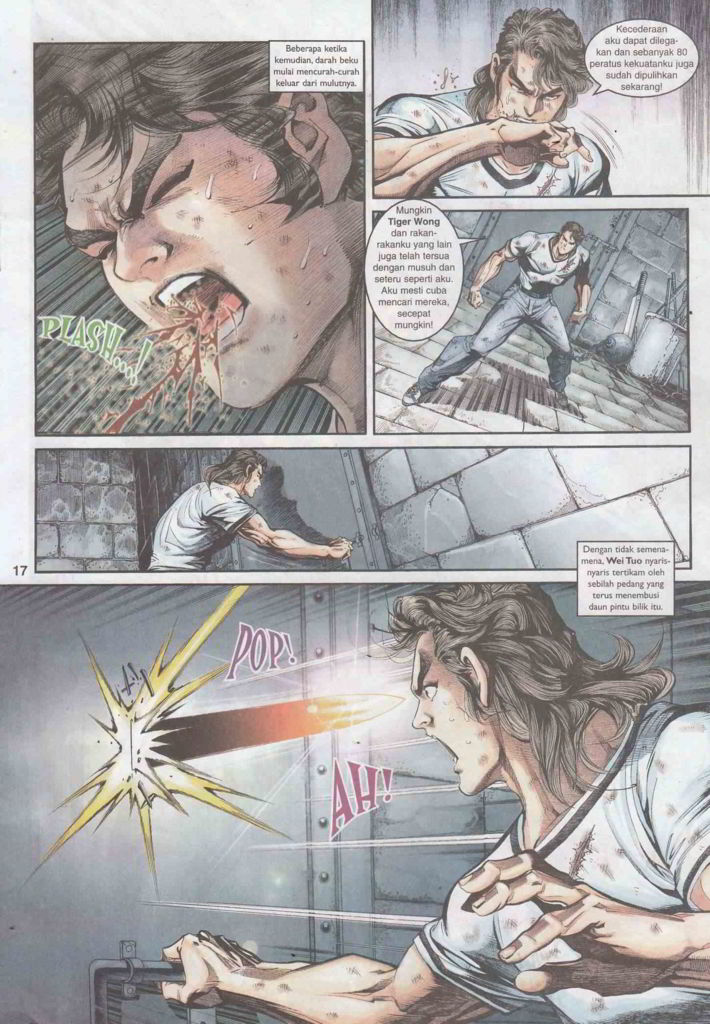 Beberapa ketika
kemudian, darah beku
mulai mencurah-curah
keluar dari mulutnya.
PLASH...!
Kecederaan
aku dapat dilega-
kan dan sebanyak 80
peratus kekuatanku juga
sudah dipulihkan
sekarang!
Mungkin
Tiger Wong
dan rakan-
rakanku yang lain
juga telah tersua
dengan musuh dan
seteru seperti aku.
Aku mesti cuba
mencari mereka,
secepat
mungkin!
17
Dengan tidak semena-
mena, Wei Tuo nyaris-
nyaris tertikam oleh
sebilah pedang yang
terus menembusi
daun pintu bilik itu.
POP!
AH!